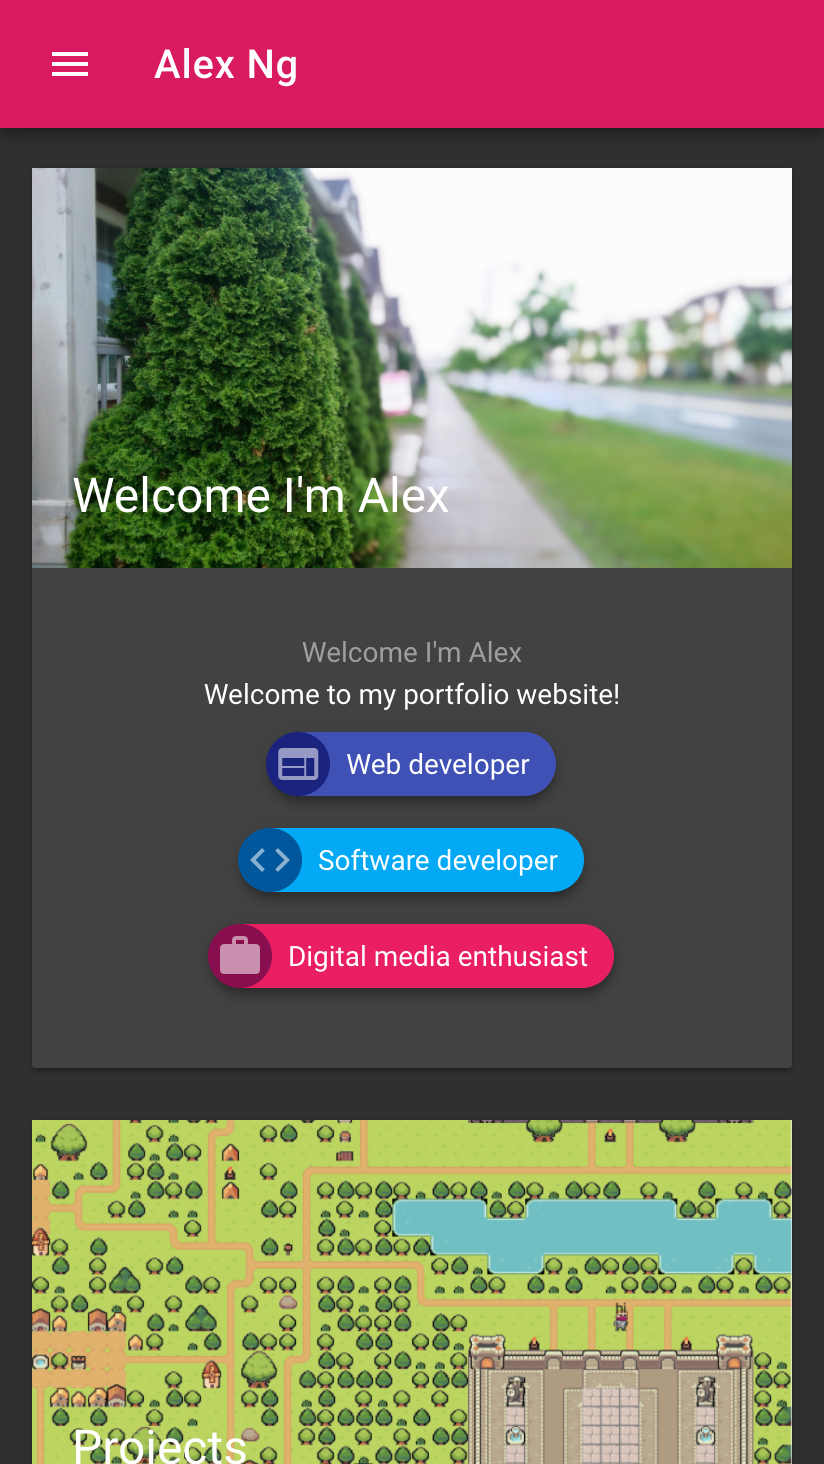 Alex Ng
Welcome I'm Alex
Welcome I'm Alex
Welcome to my portfolio website!
Web developer
Software developer
Digital media enthusiast
hi
Projects